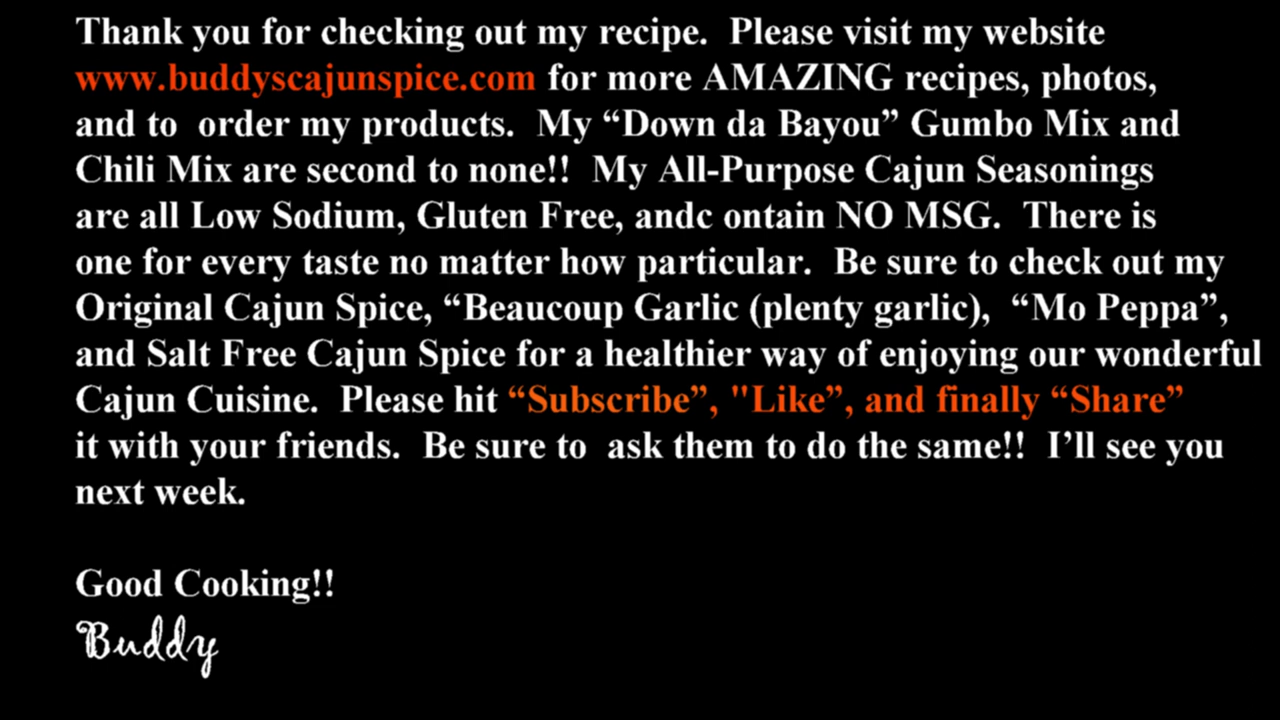 Thank you for checking out my recipe.  Please visit my website
www.buddyscajunspice.com for more AMAZING recipes, photos,
and to  order my products.  My “Down da Bayou” Gumbo Mix and
Chili Mix are second to none!!  My All-Purpose Cajun Seasonings
are all Low Sodium, Gluten Free, andc ontain NO MSG.  There is
one for every taste no matter how particular.  Be sure to check out my
Original Cajun Spice, “Beaucoup Garlic (plenty garlic),  “Mo Peppa”,
and Salt Free Cajun Spice for a healthier way of enjoying our wonderful
Cajun Cuisine.  Please hit “Subscribe”, "Like”, and finally “Share”
it with your friends.  Be sure to  ask them to do the same!!  I’ll see you
next week.
Good Cooking!!
Buddy